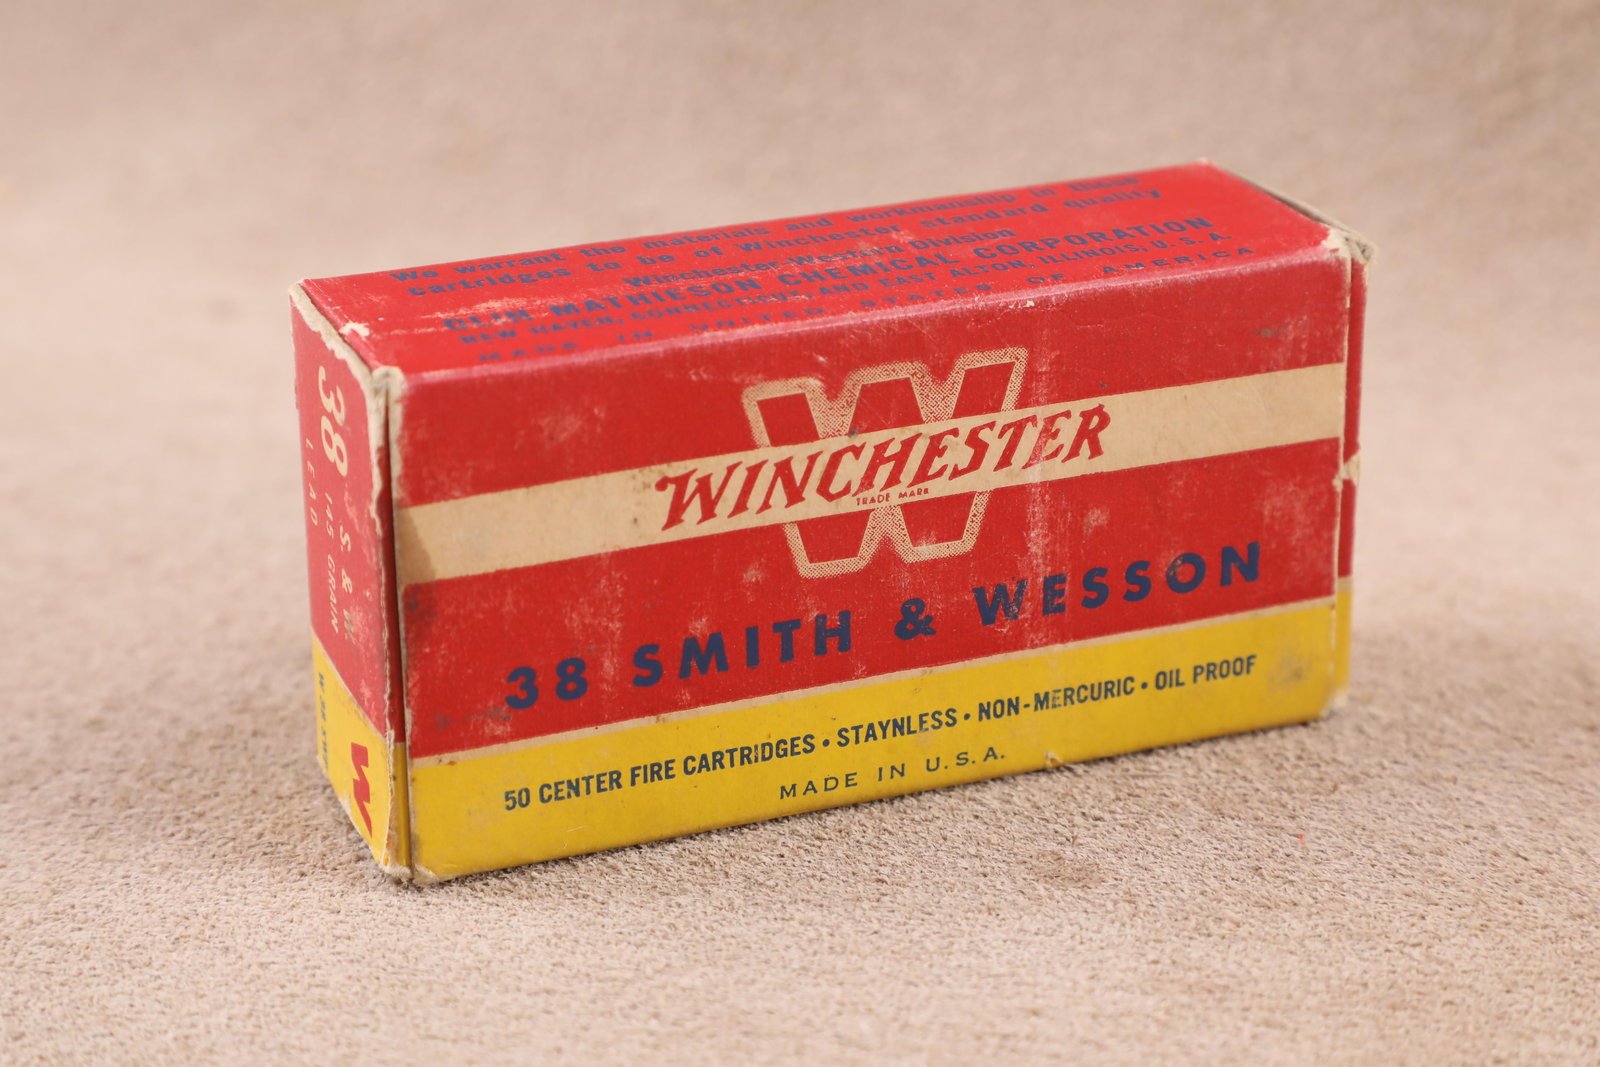 We warrant the materials and workmanship in these
cartridges to be of Winchester standard quality
Winchester-Western Division
OLIN MATHIESON CHEMICAL CORPORATION
NEW HAVEN, CONNECTICUT, AND EAST ALTON, ILLINOIS, U.S.A.
MADE IN UNITED STATES OF AMERICA
W
WINCHESTER
TRADE MARK
38 SMITH & WESSON
50 CENTER FIRE CARTRIDGES • STAYNLESS • NON-MERCURIC • OIL PROOF
MADE IN U.S.A.
38 S & W
145 GRAIN
LEAD
W